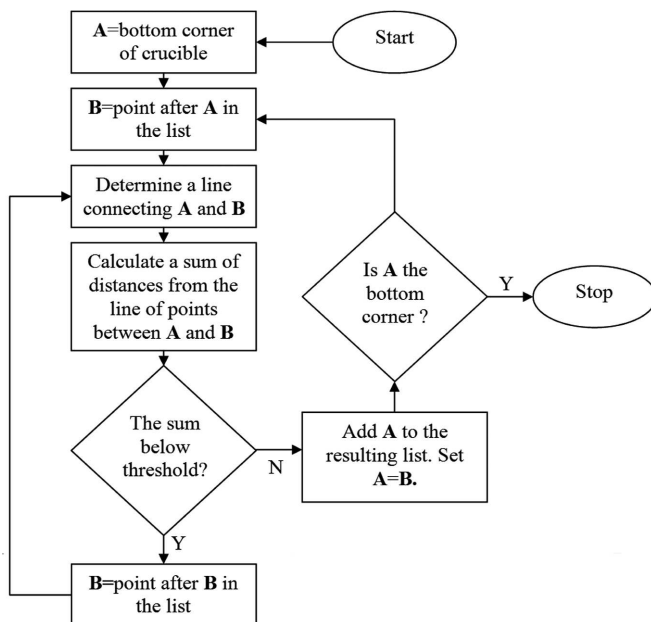 Start
A=bottom corner
of crucible
B=point after A in
the list
Determine a line
connecting A and B
Calculate a sum of
distances from the
line of points
between A and B
The sum
below
threshold?
N
Y
Add A to the
resulting list. Set
A=B.
Is A the
bottom
corner ?
Y
Stop
B=point after B in
the list